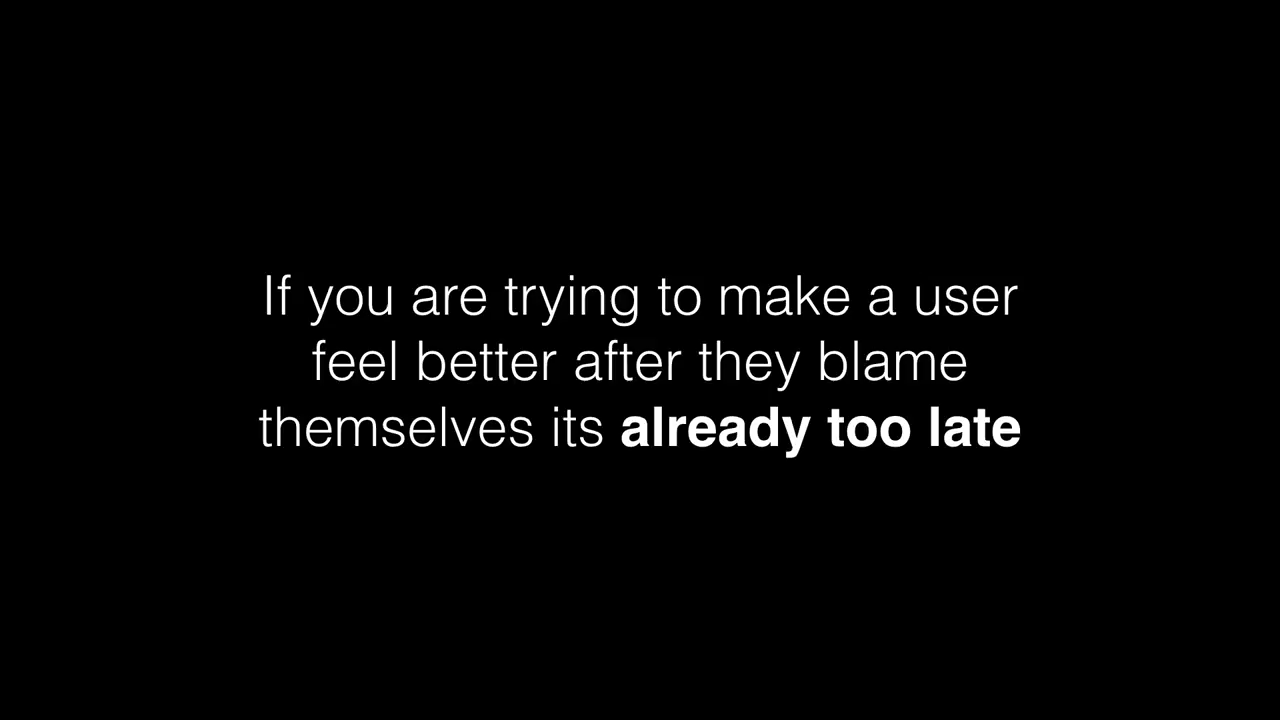 If you are trying to make a user
feel better after they blame
themselves its already too late